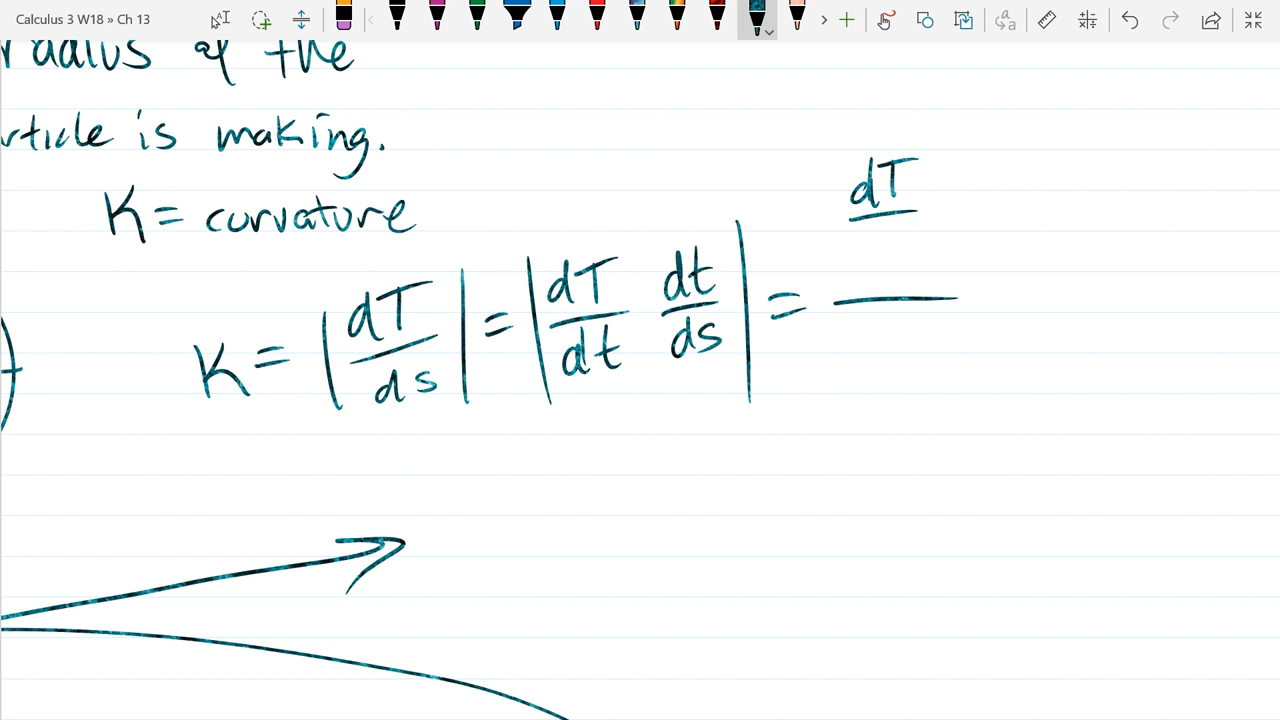 Calculus 3 W18 » Ch 13
radius of the
rticle is making.
K = curvature
K = |dT/ds| = |dT/dt dt/ds| = dT